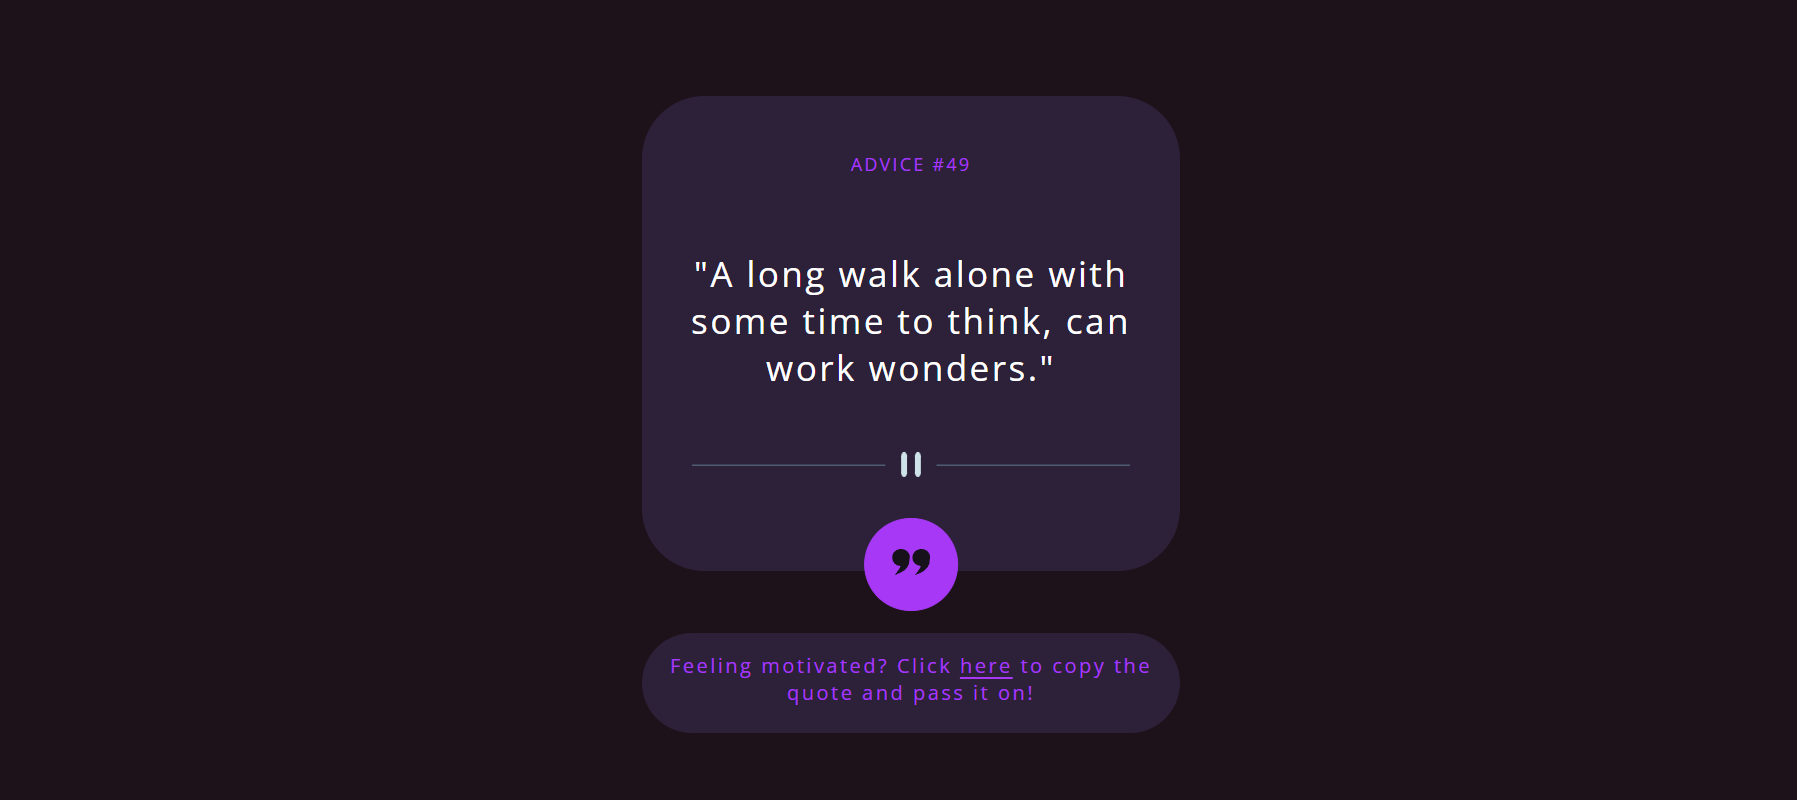 ADVICE #49
"A long walk alone with
some time to think, can
work wonders."
Feeling motivated? Click here to copy the
quote and pass it on!